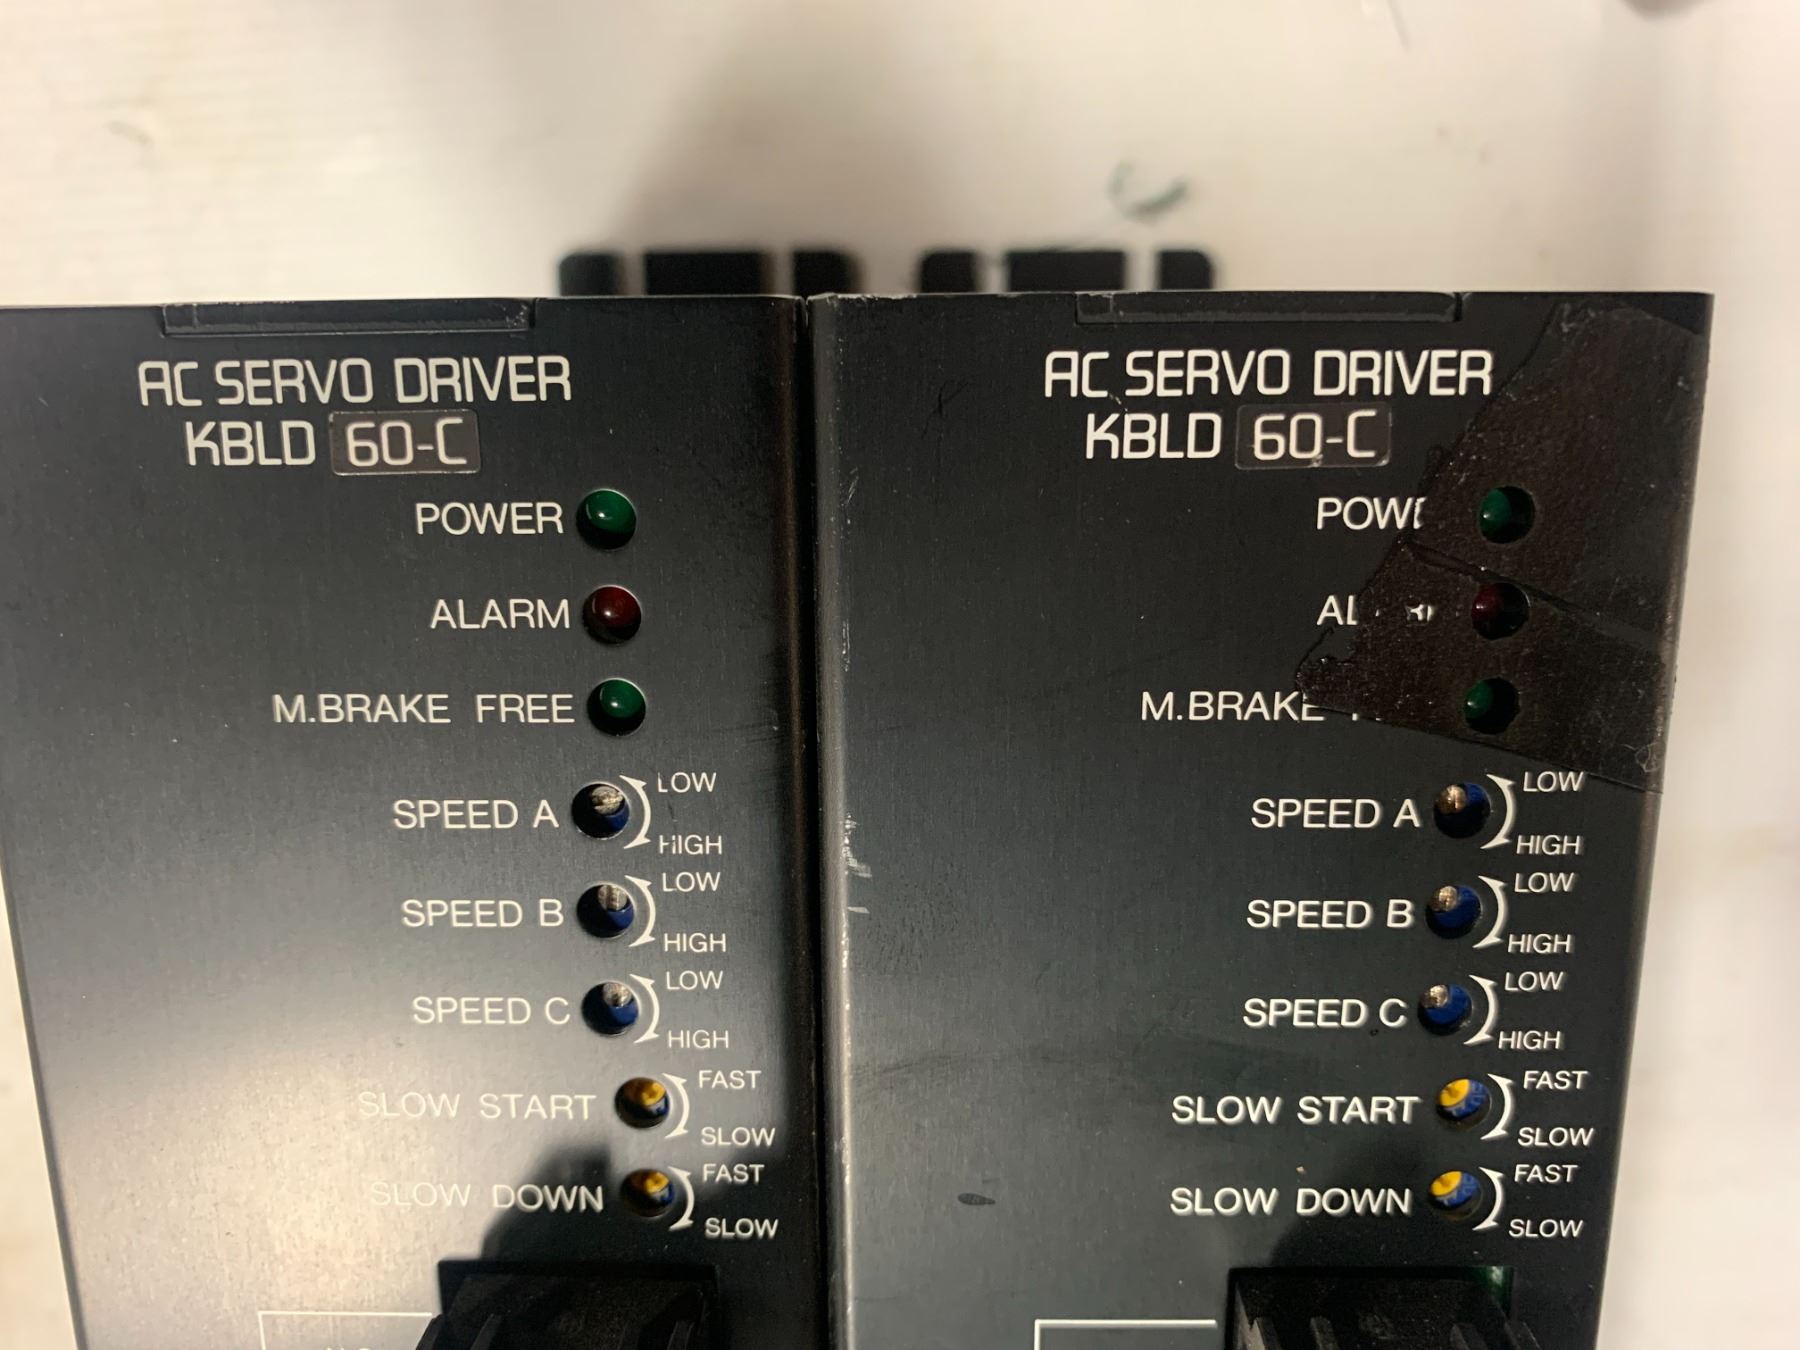 AC SERVO DRIVER
KBLD 60-C
POWER
ALARM
M.BRAKE FREE
SPEED A
LOW
HIGH
SPEED B
LOW
HIGH
SPEED C
LOW
HIGH
SLOW START
FAST
SLOW
SLOW DOWN
FAST
SLOW
AC SERVO DRIVER
KBLD 60-C
POW
AL
M.BRAKE
SPEED A
LOW
HIGH
SPEED B
LOW
HIGH
SPEED C
LOW
HIGH
SLOW START
FAST
SLOW
SLOW DOWN
FAST
SLOW